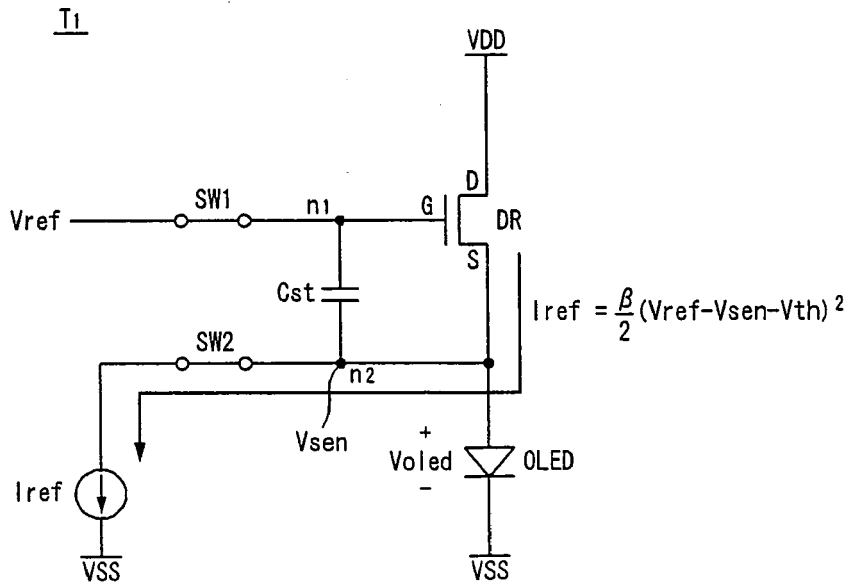 T1
VDD
D
Vref
SW1
n1
G
DR
S
Cst
Iref = β/2 (Vref-Vsen-Vth)²
SW2
n2
Vsen
+
Voled
OLED
-
Iref
VSS
VSS